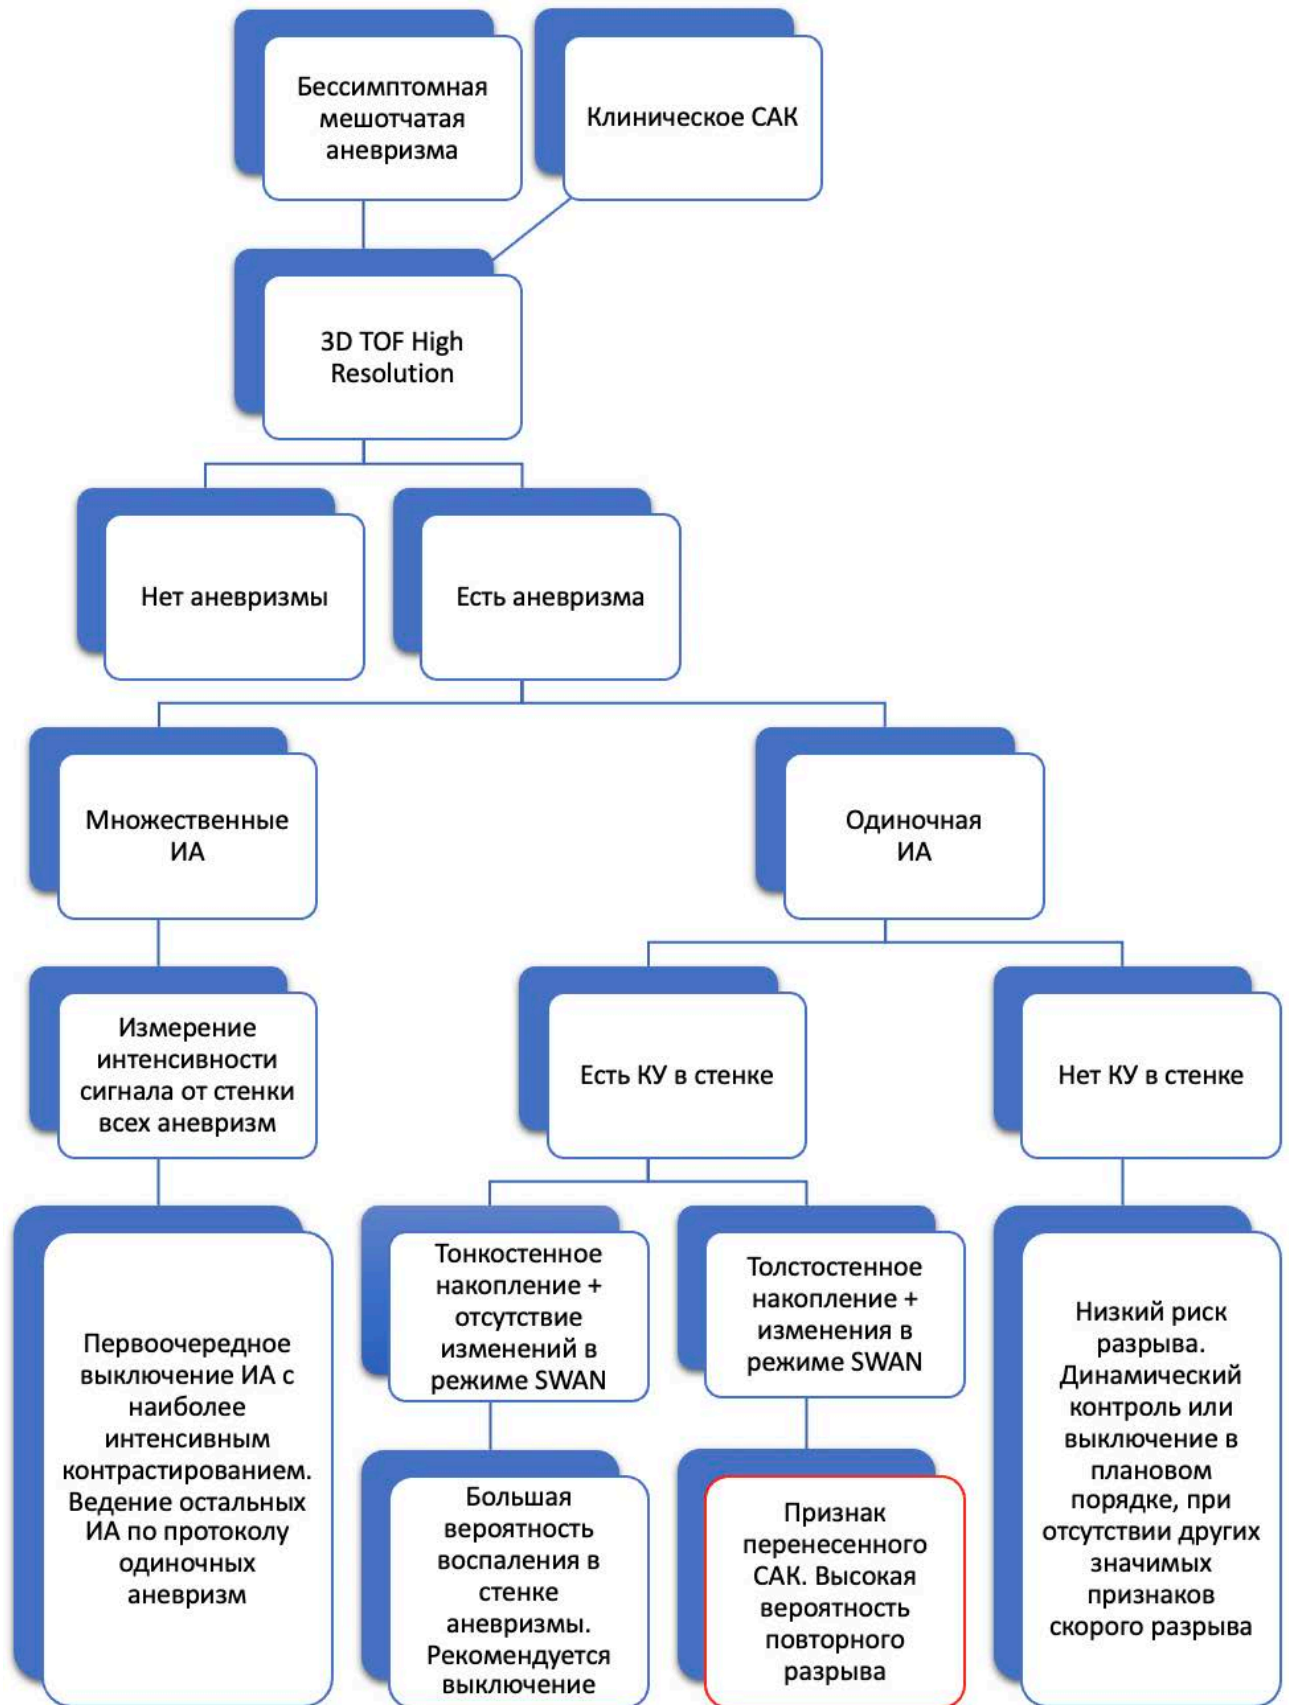 Бессимптомная
мешотчатая
аневризма
Клиническое САК
3D TOF High
Resolution
Нет аневризмы
Есть аневризма
Множественные
ИА
Одиночная
ИА
Измерение
интенсивности
сигнала от стенки
всех аневризм
Есть КУ в стенке
Нет КУ в стенке
Первоочередное
выключение ИА с
наиболее
интенсивным
контрастированием.
Ведение остальных
ИА по протоколу
одиночных
аневризм
Тонкостенное
накопление +
отсутствие
изменений в
режиме SWAN
Толстостенное
накопление +
изменения в
режиме SWAN
Низкий риск
разрыва.
Динамический
контроль или
выключение в
плановом
порядке, при
отсутствии других
значимых
признаков
скорого разрыва
Большая
вероятность
воспаления в
стенке
аневризмы.
Рекомендуется
выключение
Признак
перенесенного
САК. Высокая
вероятность
повторного
разрыва